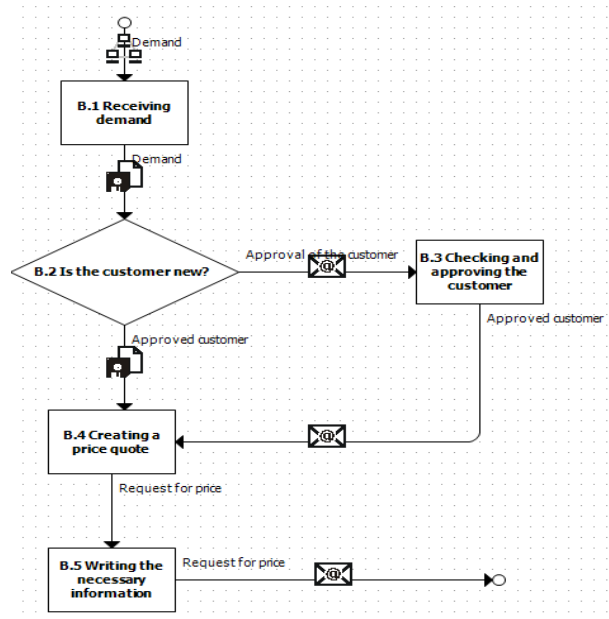 Demand
B.1 Receiving
demand
Demand
B.2 Is the customer new?
Approval of the customer
B.3 Checking and
approving the
customer
Approved customer
Approved customer
B.4 Creating a
price quote
Request for price
B.5 Writing the
necessary
information
Request for price
@
@
@